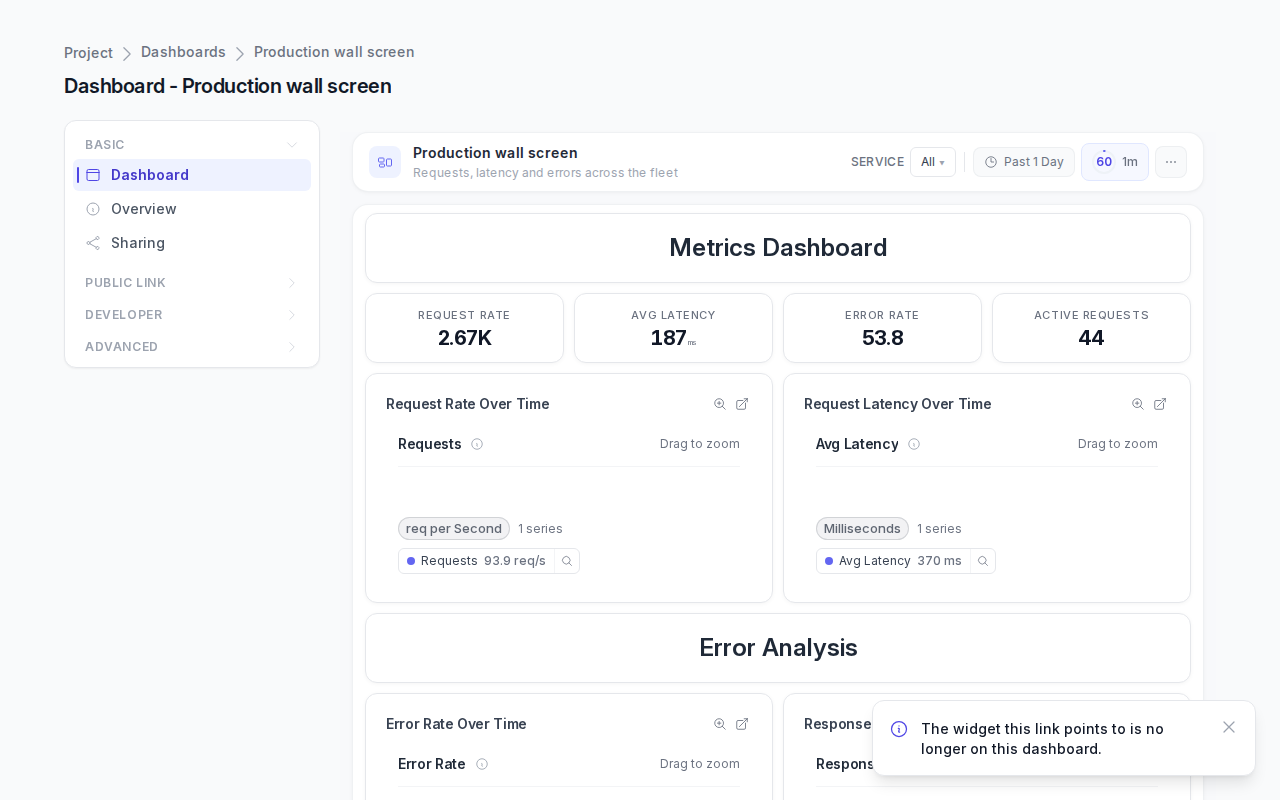 Project
Dashboards
Production wall screen
Dashboard - Production wall screen
BASIC
Dashboard
Overview
Sharing
PUBLIC LINK
DEVELOPER
ADVANCED
Production wall screen
Requests, latency and errors across the fleet
SERVICE
All
Past 1 Day
60
1m
Metrics Dashboard
REQUEST RATE
2.67K
AVG LATENCY
187 ms
ERROR RATE
53.8
ACTIVE REQUESTS
44
Request Rate Over Time
Requests
Drag to zoom
req per Second
1 series
Requests 93.9 req/s
Request Latency Over Time
Avg Latency
Drag to zoom
Milliseconds
1 series
Avg Latency 370 ms
Error Analysis
Error Rate Over Time
Error Rate
Drag to zoom
Response
Respons
The widget this link points to is no
longer on this dashboard.